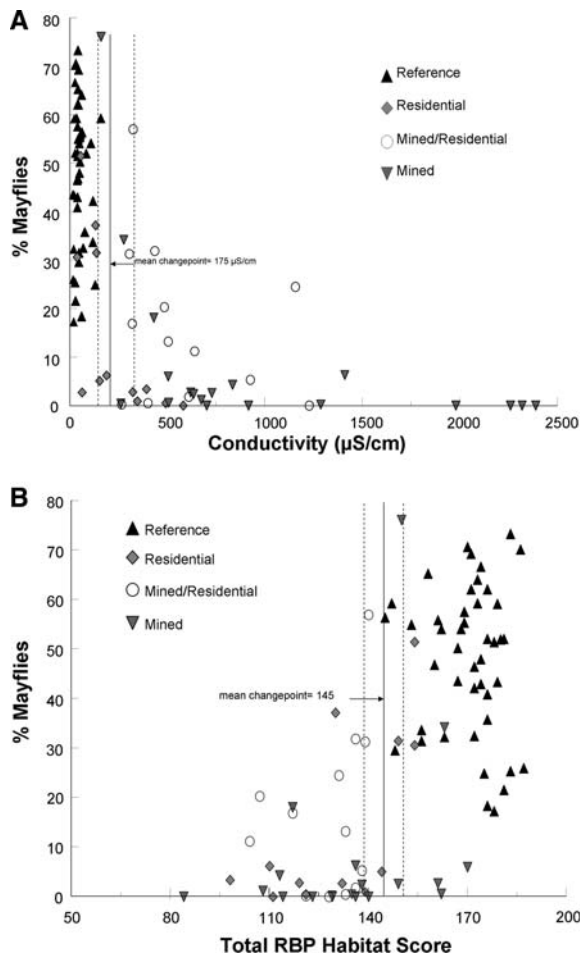 A
80
70
60
50
40
30
20
10
0
% Mayflies
Reference
Residential
Mined/Residential
Mined
mean changepoint= 175 µS/cm
0 500 1000 1500 2000 2500
Conductivity (µS/cm)
B
80
70
60
50
40
30
20
10
0
% Mayflies
Reference
Residential
Mined/Residential
Mined
mean changepoint= 145
50 80 110 140 170 200
Total RBP Habitat Score